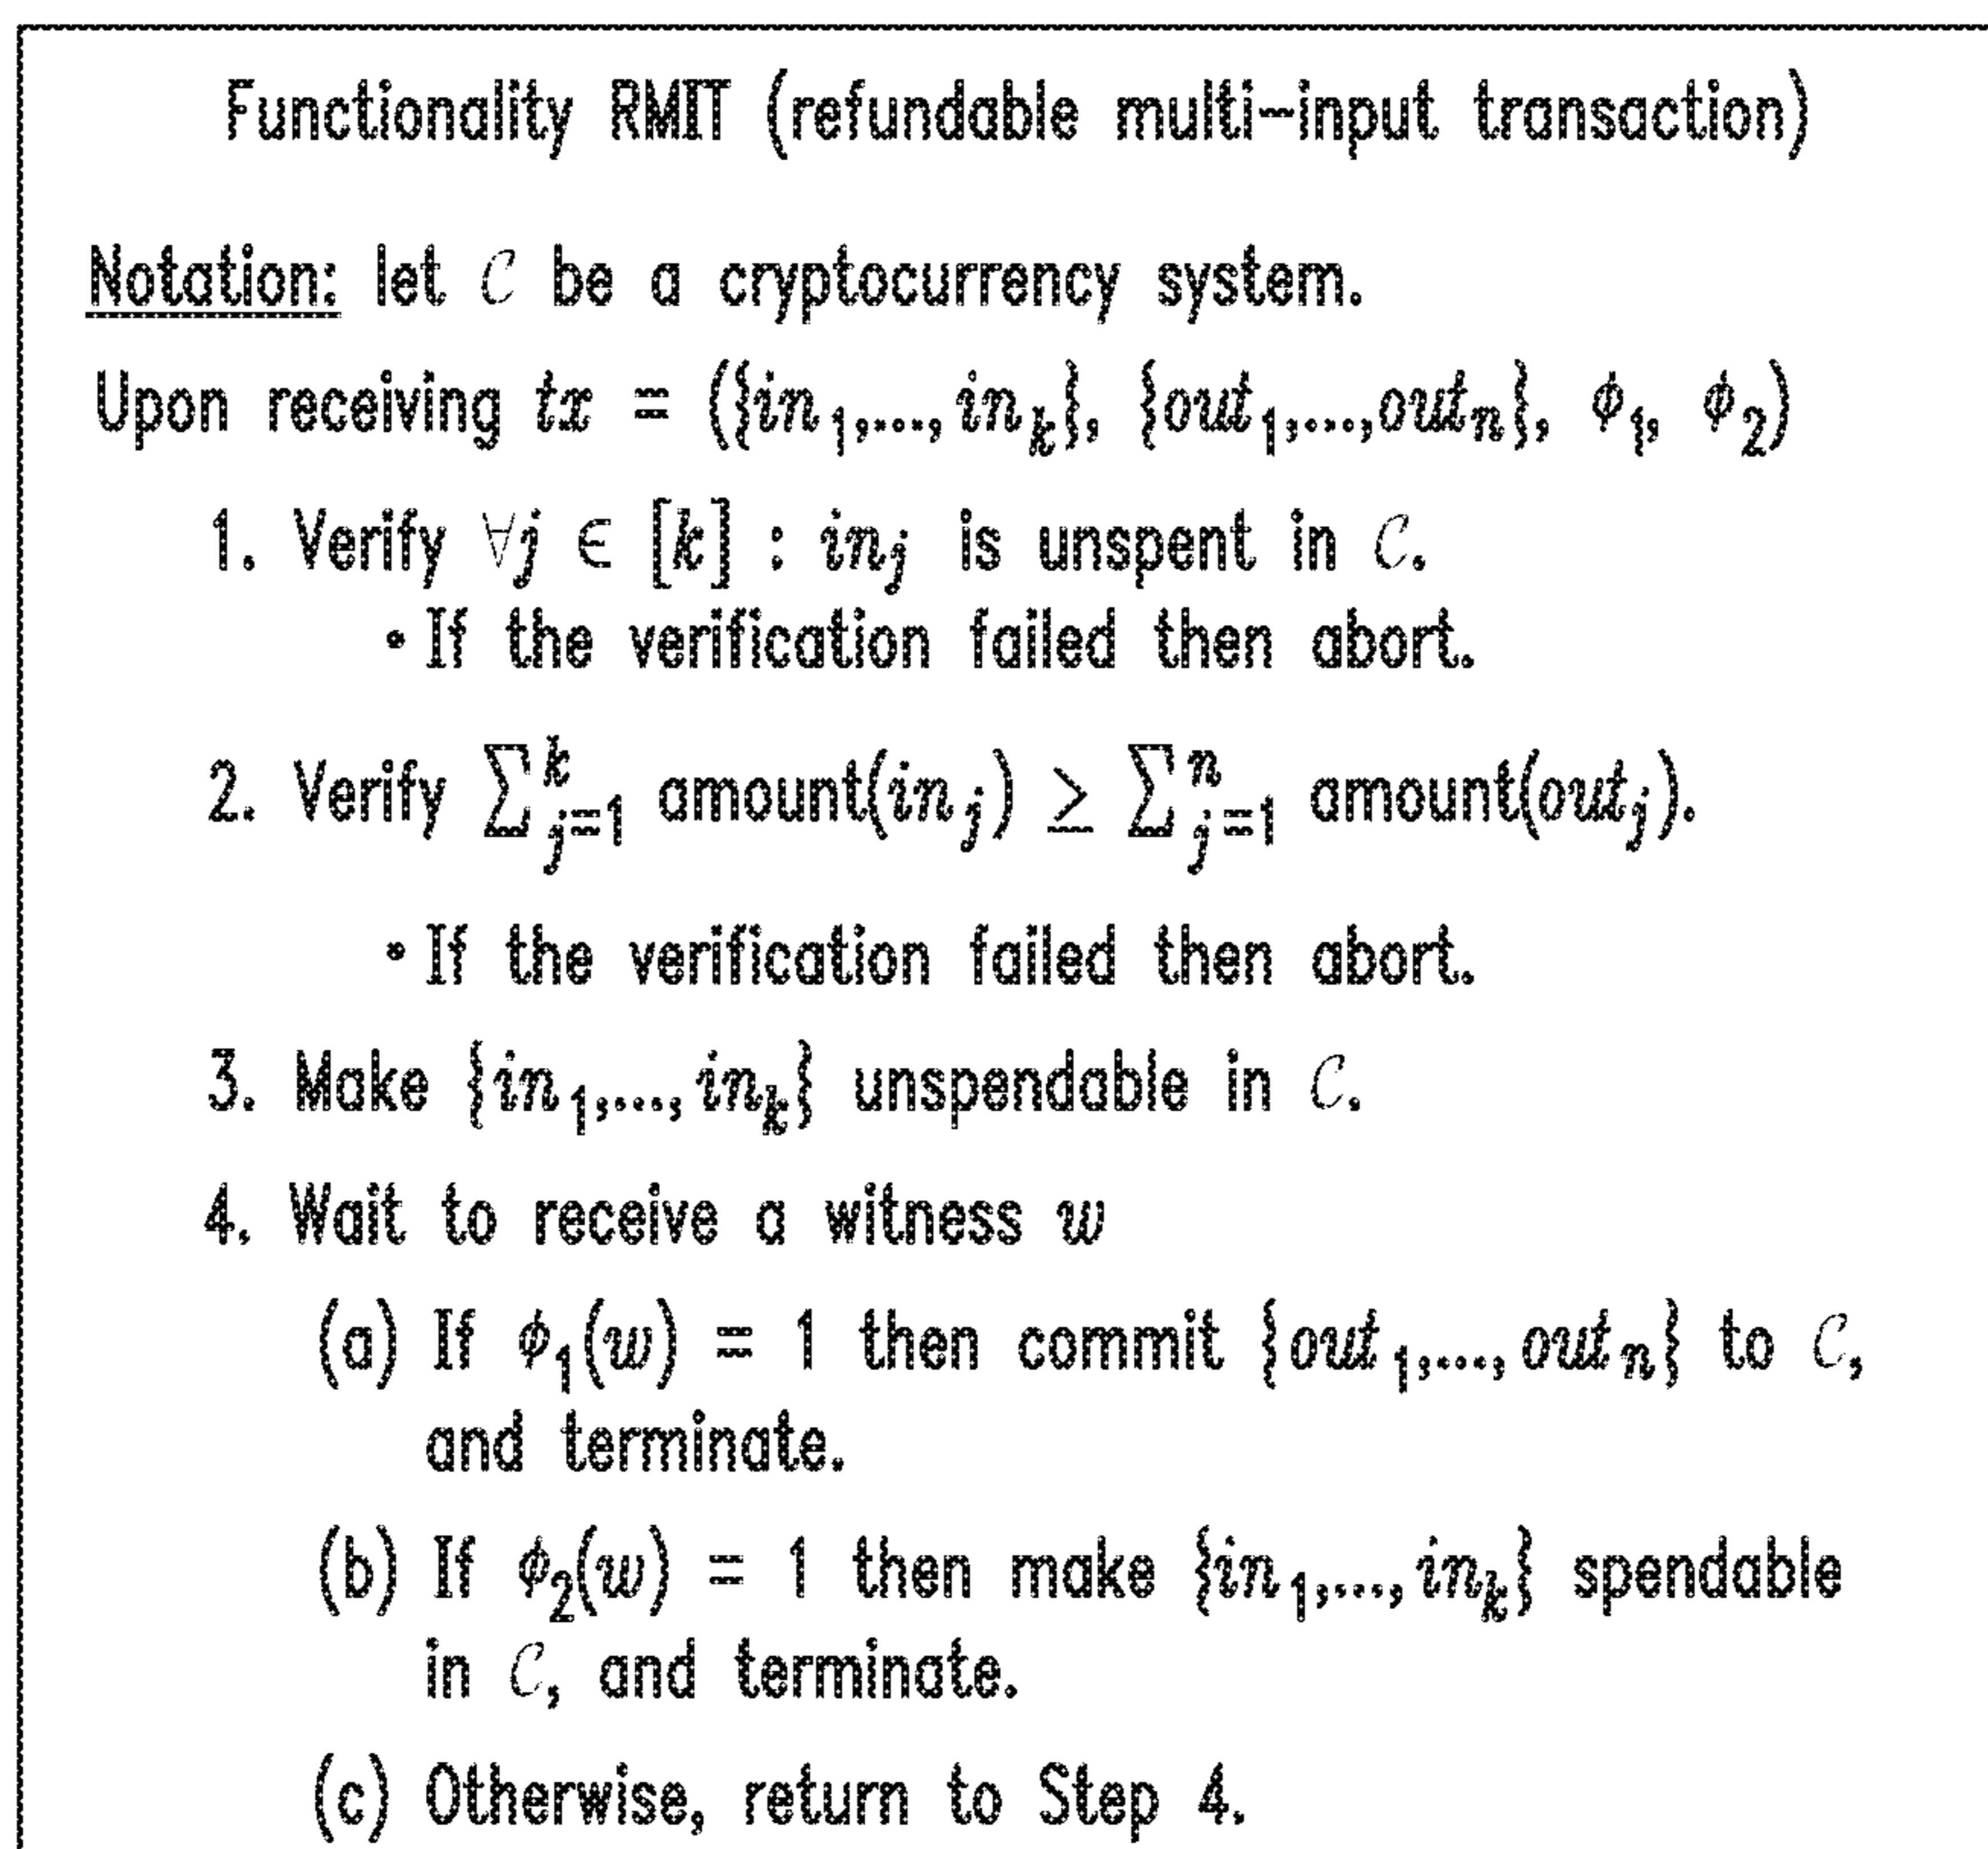 Functionality RMIT (refundable multi-input transaction)
Notation: let 𝒞 be a cryptocurrency system.
Upon receiving tx = ({in₁,..., inₖ}, {out₁,...,outₙ}, ϕ₁, ϕ₂)
1. Verify ∀j ∈ [k] : inⱼ is unspent in 𝒞.
• If the verification failed then abort.
2. Verify ∑ᵏⱼ₌₁ amount(inⱼ) ≥ ∑ⁿⱼ₌₁ amount(outⱼ).
• If the verification failed then abort.
3. Make {in₁,..., inₖ} unspendable in 𝒞.
4. Wait to receive a witness w
(a) If ϕ₁(w) = 1 then commit {out₁,..., outₙ} to 𝒞,
and terminate.
(b) If ϕ₂(w) = 1 then make {in₁,..., inₖ} spendable
in 𝒞, and terminate.
(c) Otherwise, return to Step 4.